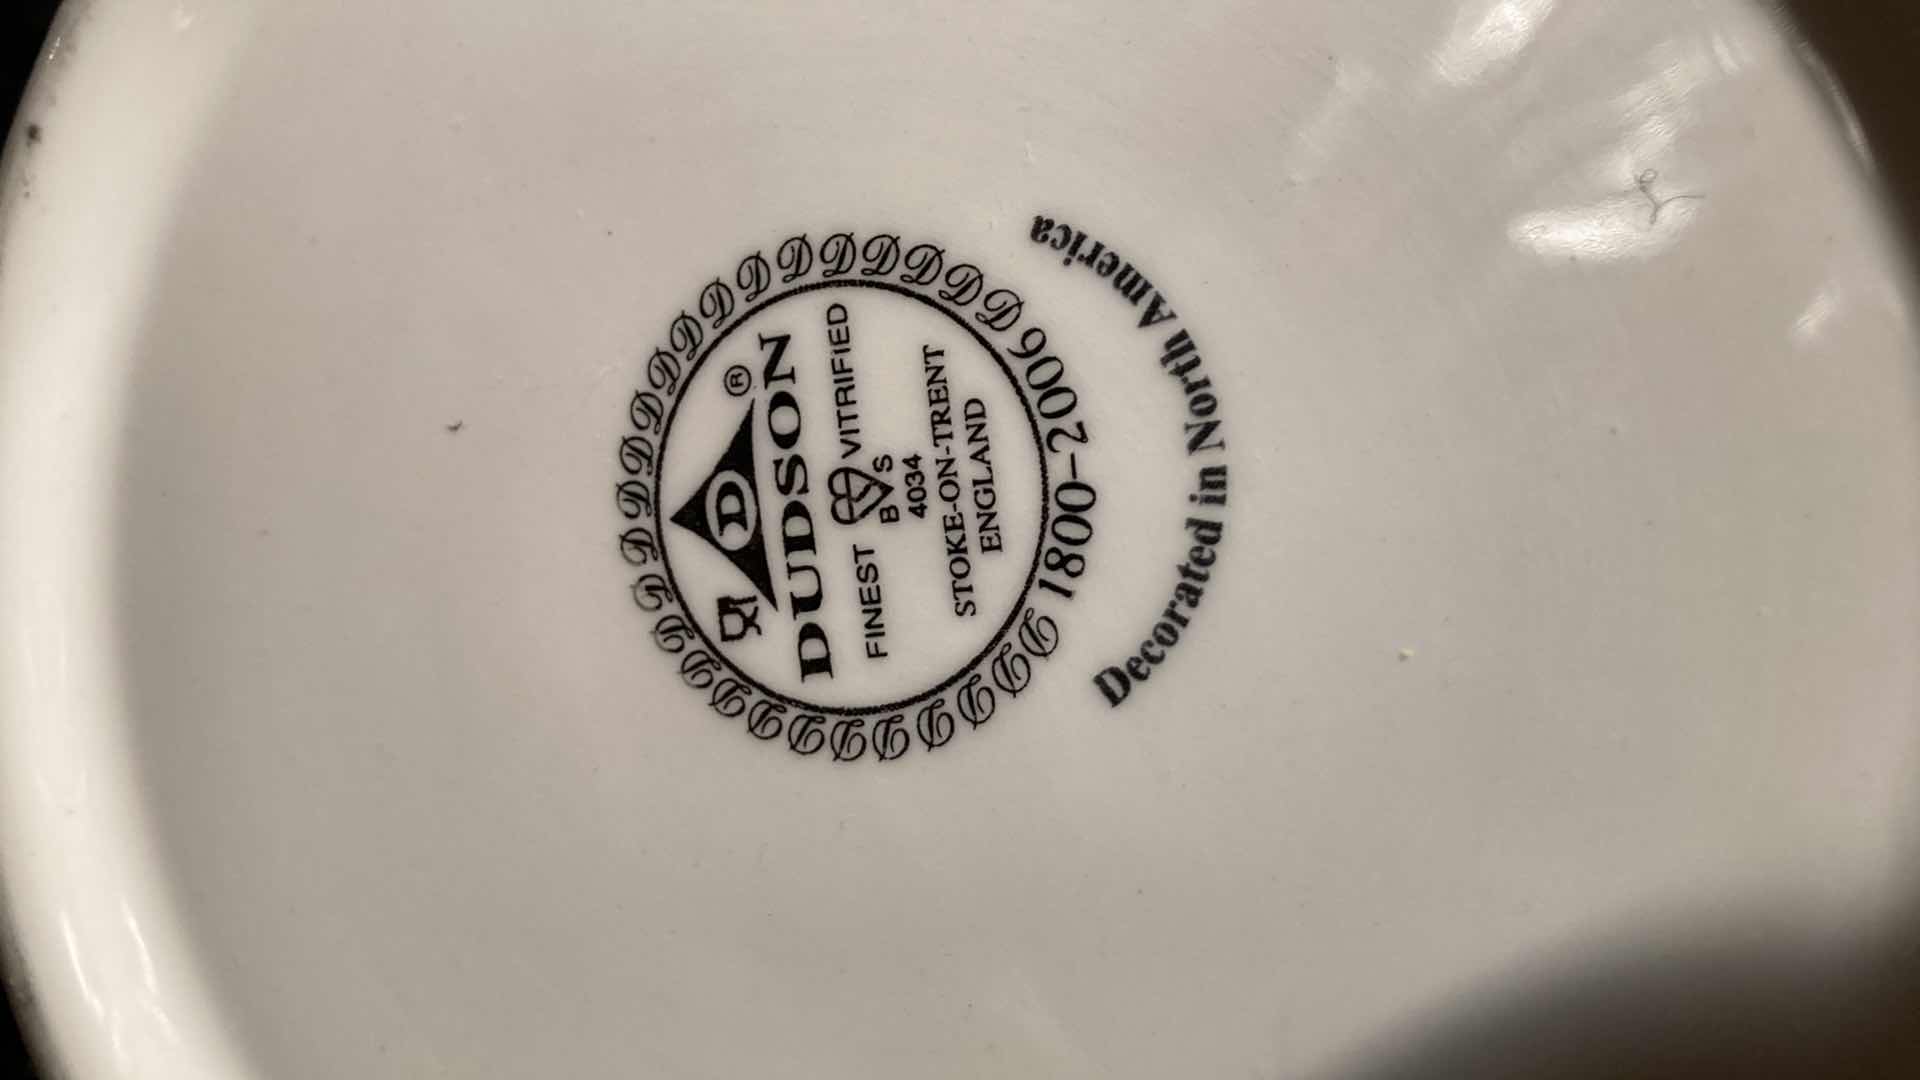 D ®
DUDSON
FINEST VITRIFIED
B S
4034
STOKE-ON-TRENT
ENGLAND
D D D D D D D D D D D D D D D D D D D D D D D D D D D D D
1800-2006
Decorated in North America